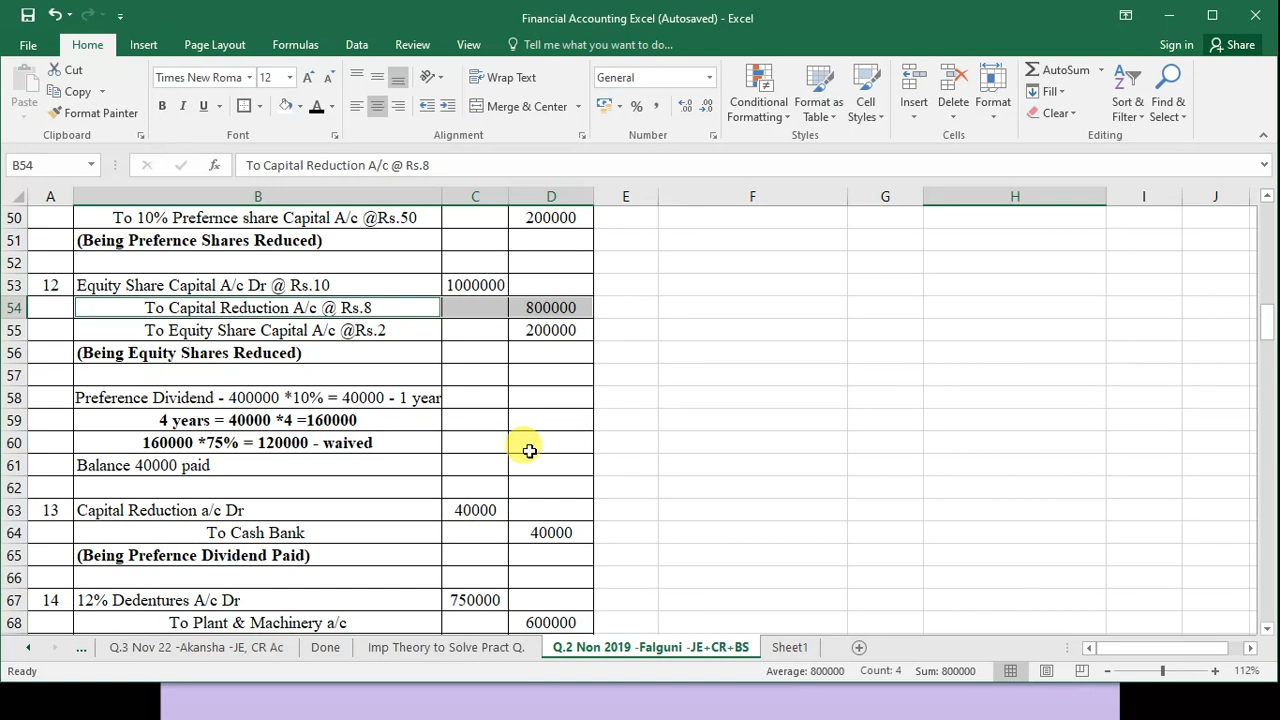 Financial Accounting Excel (Autosaved) - Excel
File Home Insert Page Layout Formulas Data Review View Tell me what you want to do... Sign in Share
Paste Cut Copy Format Painter
Times New Roma 12 B I U A
Wrap Text
Merge & Center
General
% ,
Conditional Formatting Format as Table Cell Styles
Insert Delete Format
AutoSum Fill Clear Sort & Filter Find & Select
Clipboard Font Alignment Number Styles Cells Editing
B54 fx To Capital Reduction A/c @ Rs.8
A B C D E F G H I J
50 To 10% Prefernce share Capital A/c @Rs.50 200000
51 (Being Prefernce Shares Reduced)
52
53 12 Equity Share Capital A/c Dr @ Rs.10 1000000
54 To Capital Reduction A/c @ Rs.8 800000
55 To Equity Share Capital A/c @Rs.2 200000
56 (Being Equity Shares Reduced)
57
58 Preference Dividend - 400000 *10% = 40000 - 1 year
59 4 years = 40000 *4 =160000
60 160000 *75% = 120000 - waived
61 Balance 40000 paid
62
63 13 Capital Reduction a/c Dr 40000
64 To Cash Bank 40000
65 (Being Prefernce Dividend Paid)
66
67 14 12% Dedentures A/c Dr 750000
68 To Plant & Machinery a/c 600000
... Q.3 Nov 22 -Akansha -JE, CR Ac Done Imp Theory to Solve Pract Q. Q.2 Non 2019 -Falguni -JE+CR+BS Sheet1
Ready Average: 800000 Count: 4 Sum: 800000 112%